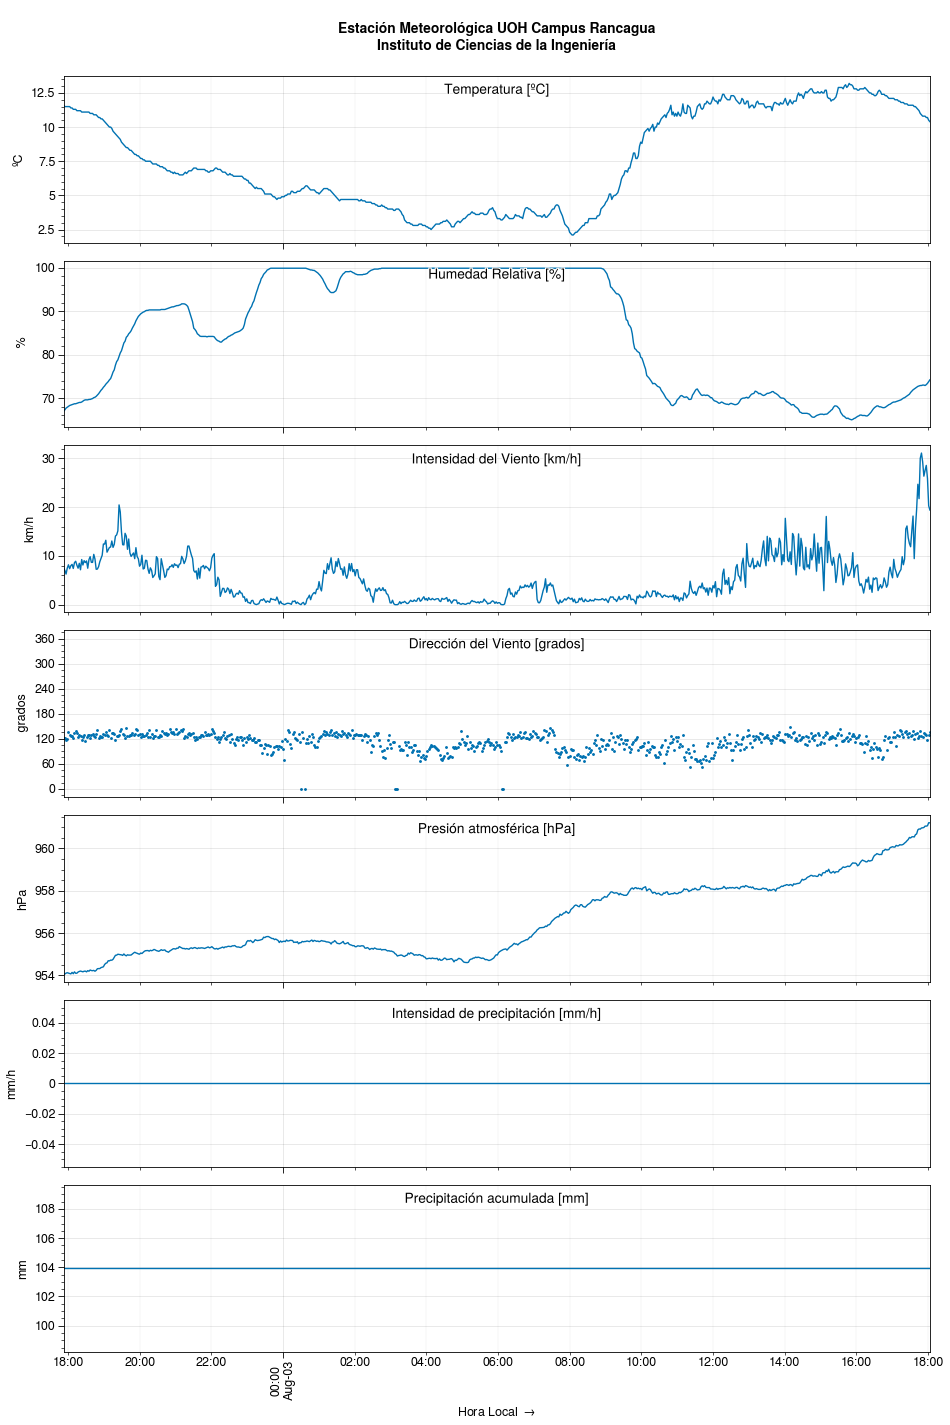 Estación Meteorológica UOH Campus Rancagua
Instituto de Ciencias de la Ingeniería
Temperatura [ºC]
ºC
12.5
10
7.5
5
2.5
Humedad Relativa [%]
%
100
90
80
70
Intensidad del Viento [km/h]
km/h
30
20
10
0
Dirección del Viento [grados]
grados
360
300
240
180
120
60
0
Presión atmosférica [hPa]
hPa
960
958
956
954
Intensidad de precipitación [mm/h]
mm/h
0.04
0.02
0
−0.02
−0.04
Precipitación acumulada [mm]
mm
108
106
104
102
100
18:00 20:00 22:00 00:00 02:00 04:00 06:00 08:00 10:00 12:00 14:00 16:00 18:00
Aug-03
Hora Local →